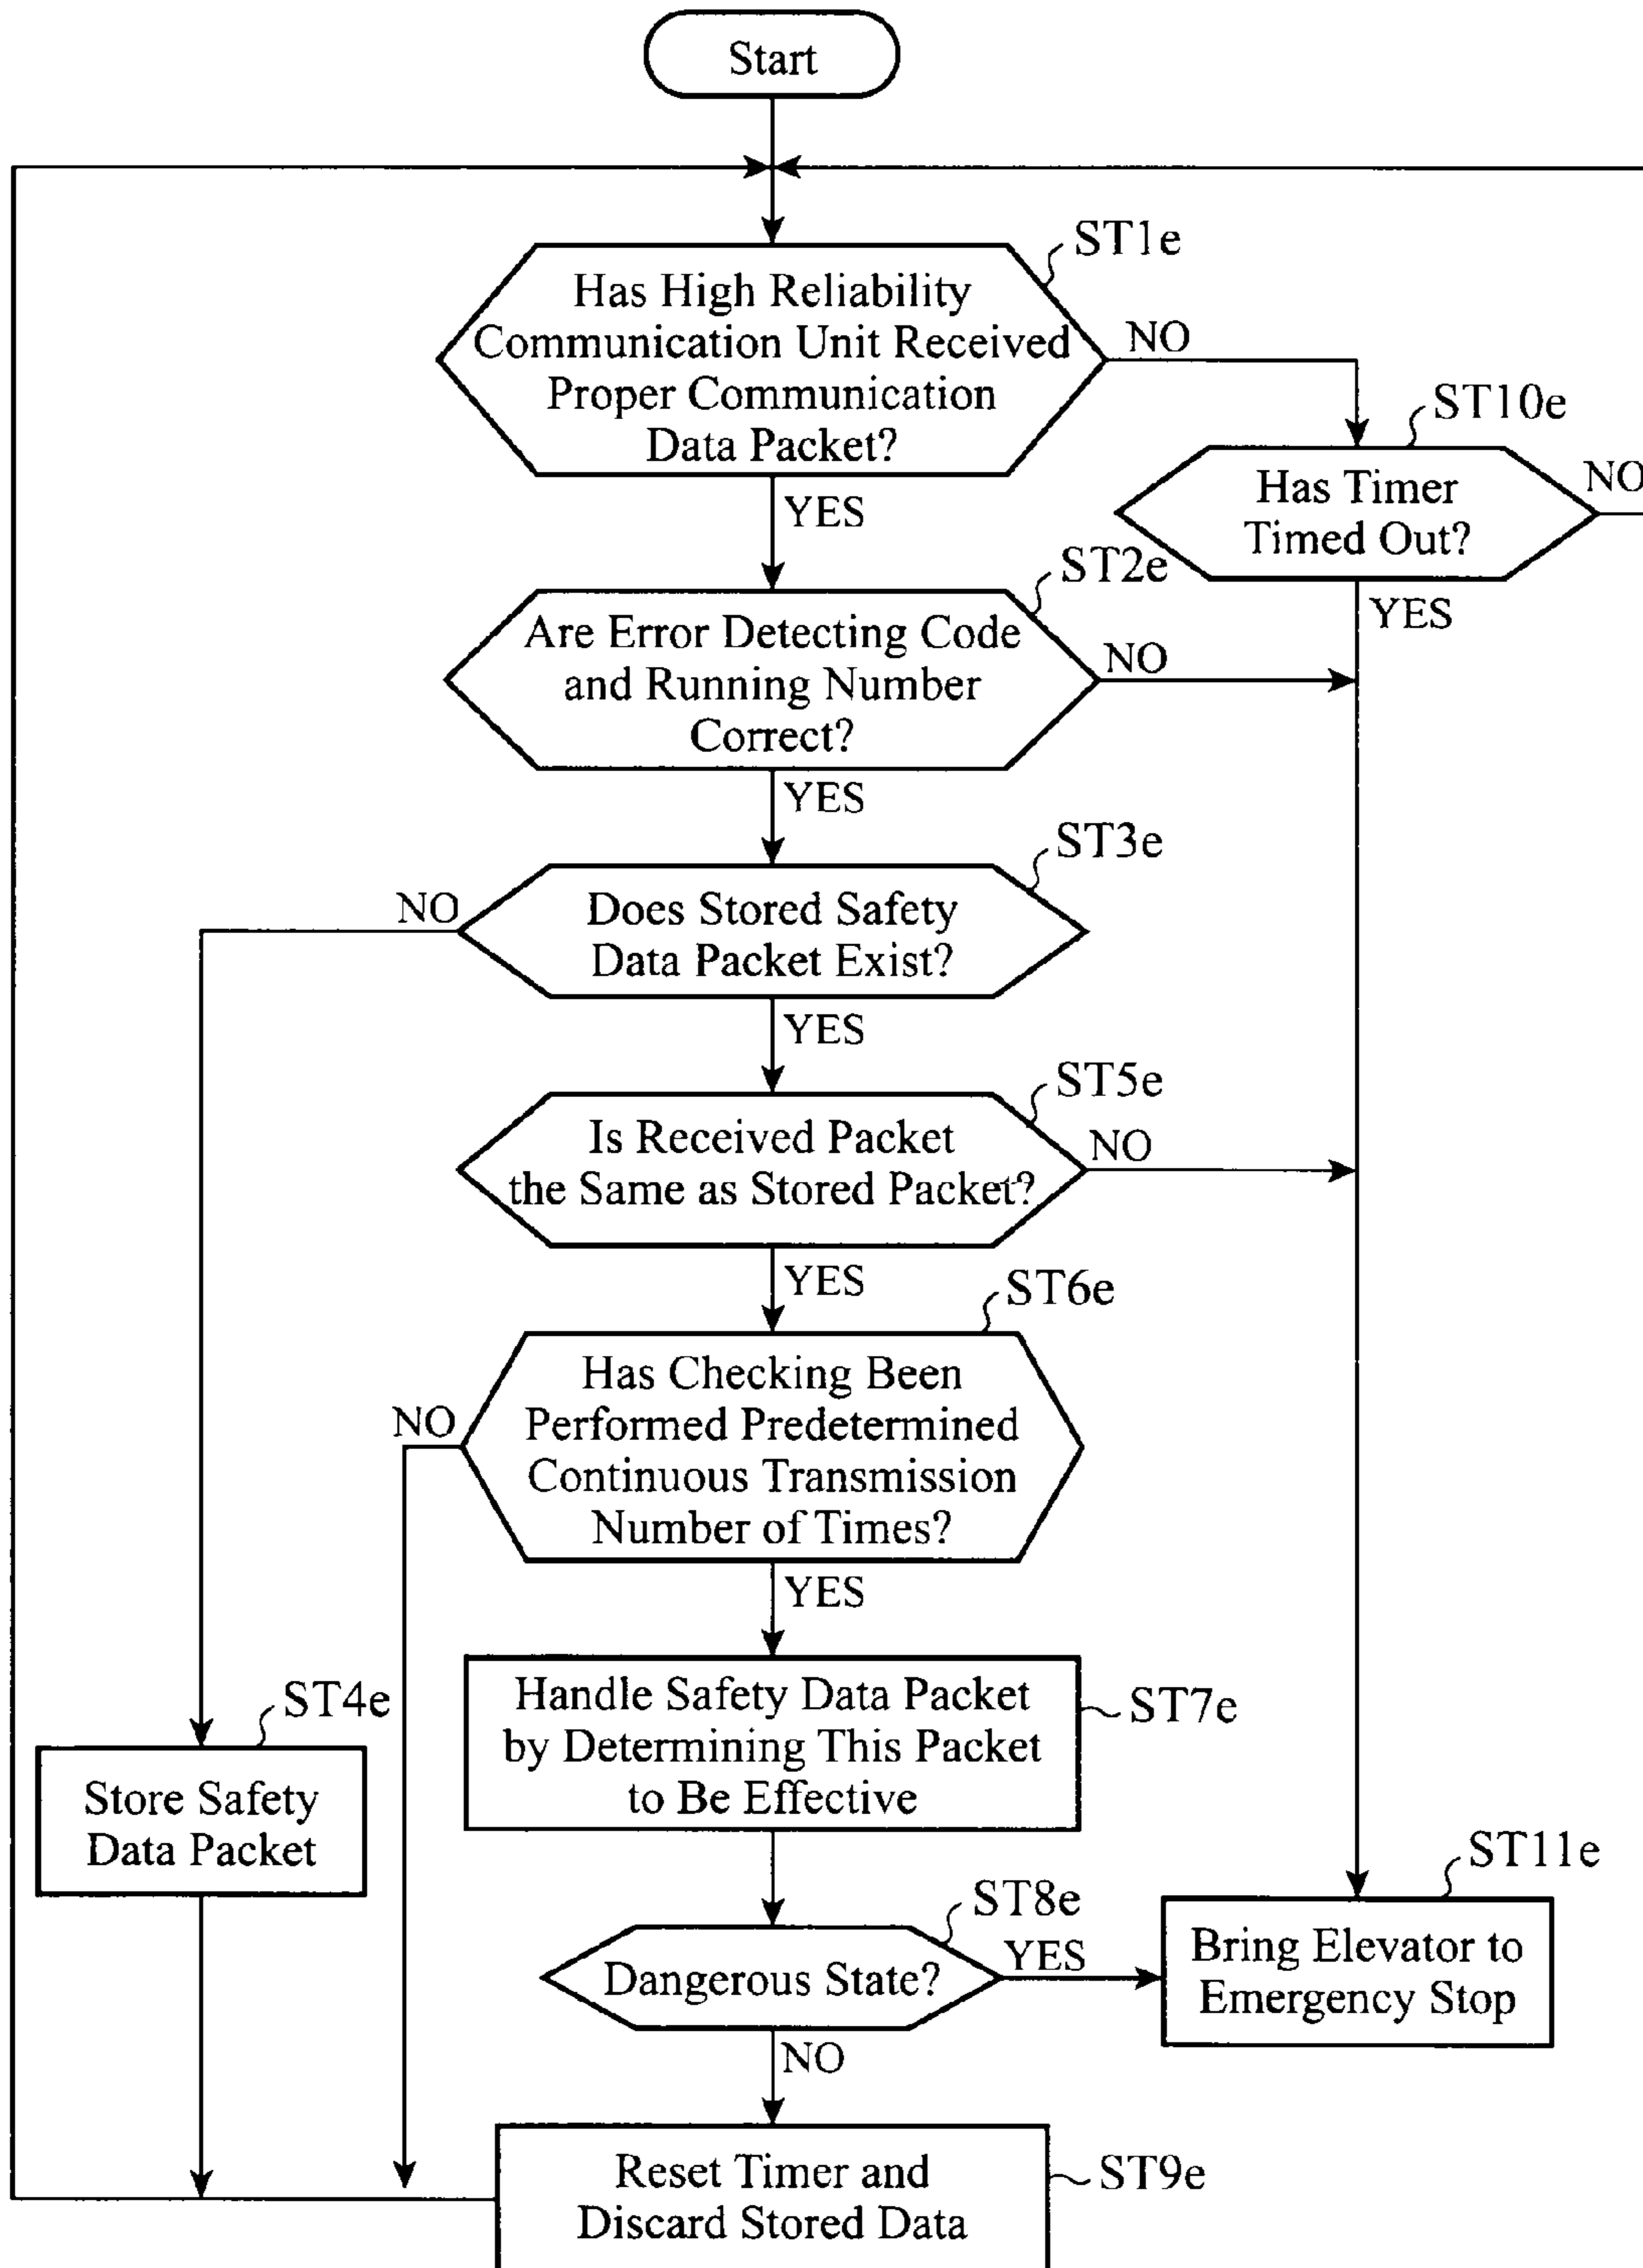 Start
ST1e
Has High Reliability
Communication Unit Received
Proper Communication
Data Packet?
NO
YES
ST10e
Has Timer
Timed Out?
NO
YES
ST2e
Are Error Detecting Code
and Running Number
Correct?
NO
YES
ST3e
Does Stored Safety
Data Packet Exist?
NO
YES
ST5e
Is Received Packet
the Same as Stored Packet?
NO
YES
ST6e
Has Checking Been
Performed Predetermined
Continuous Transmission
Number of Times?
NO
YES
ST4e
Store Safety
Data Packet
ST7e
Handle Safety Data Packet
by Determining This Packet
to Be Effective
ST8e
Dangerous State?
YES
NO
ST11e
Bring Elevator to
Emergency Stop
ST9e
Reset Timer and
Discard Stored Data